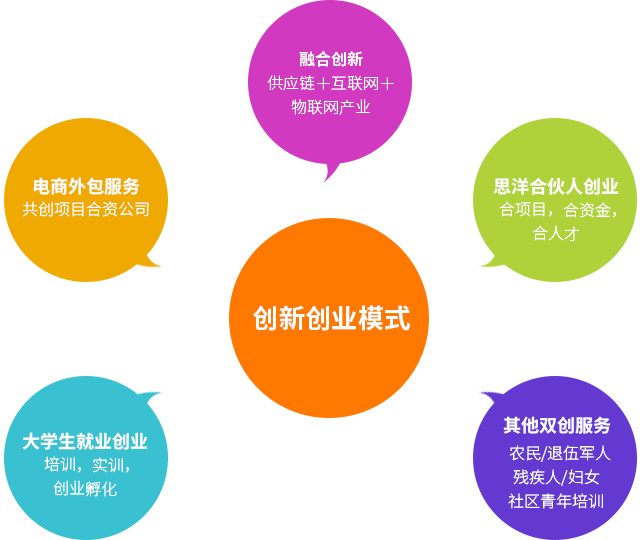 融合创新
供应链＋互联网＋
物联网产业
电商外包服务
共创项目合资公司
思洋合伙人创业
合项目，合资金，
合人才
创新创业模式
大学生就业创业
培训，实训，
创业孵化
其他双创服务
农民/退伍军人
残疾人/妇女
社区青年培训